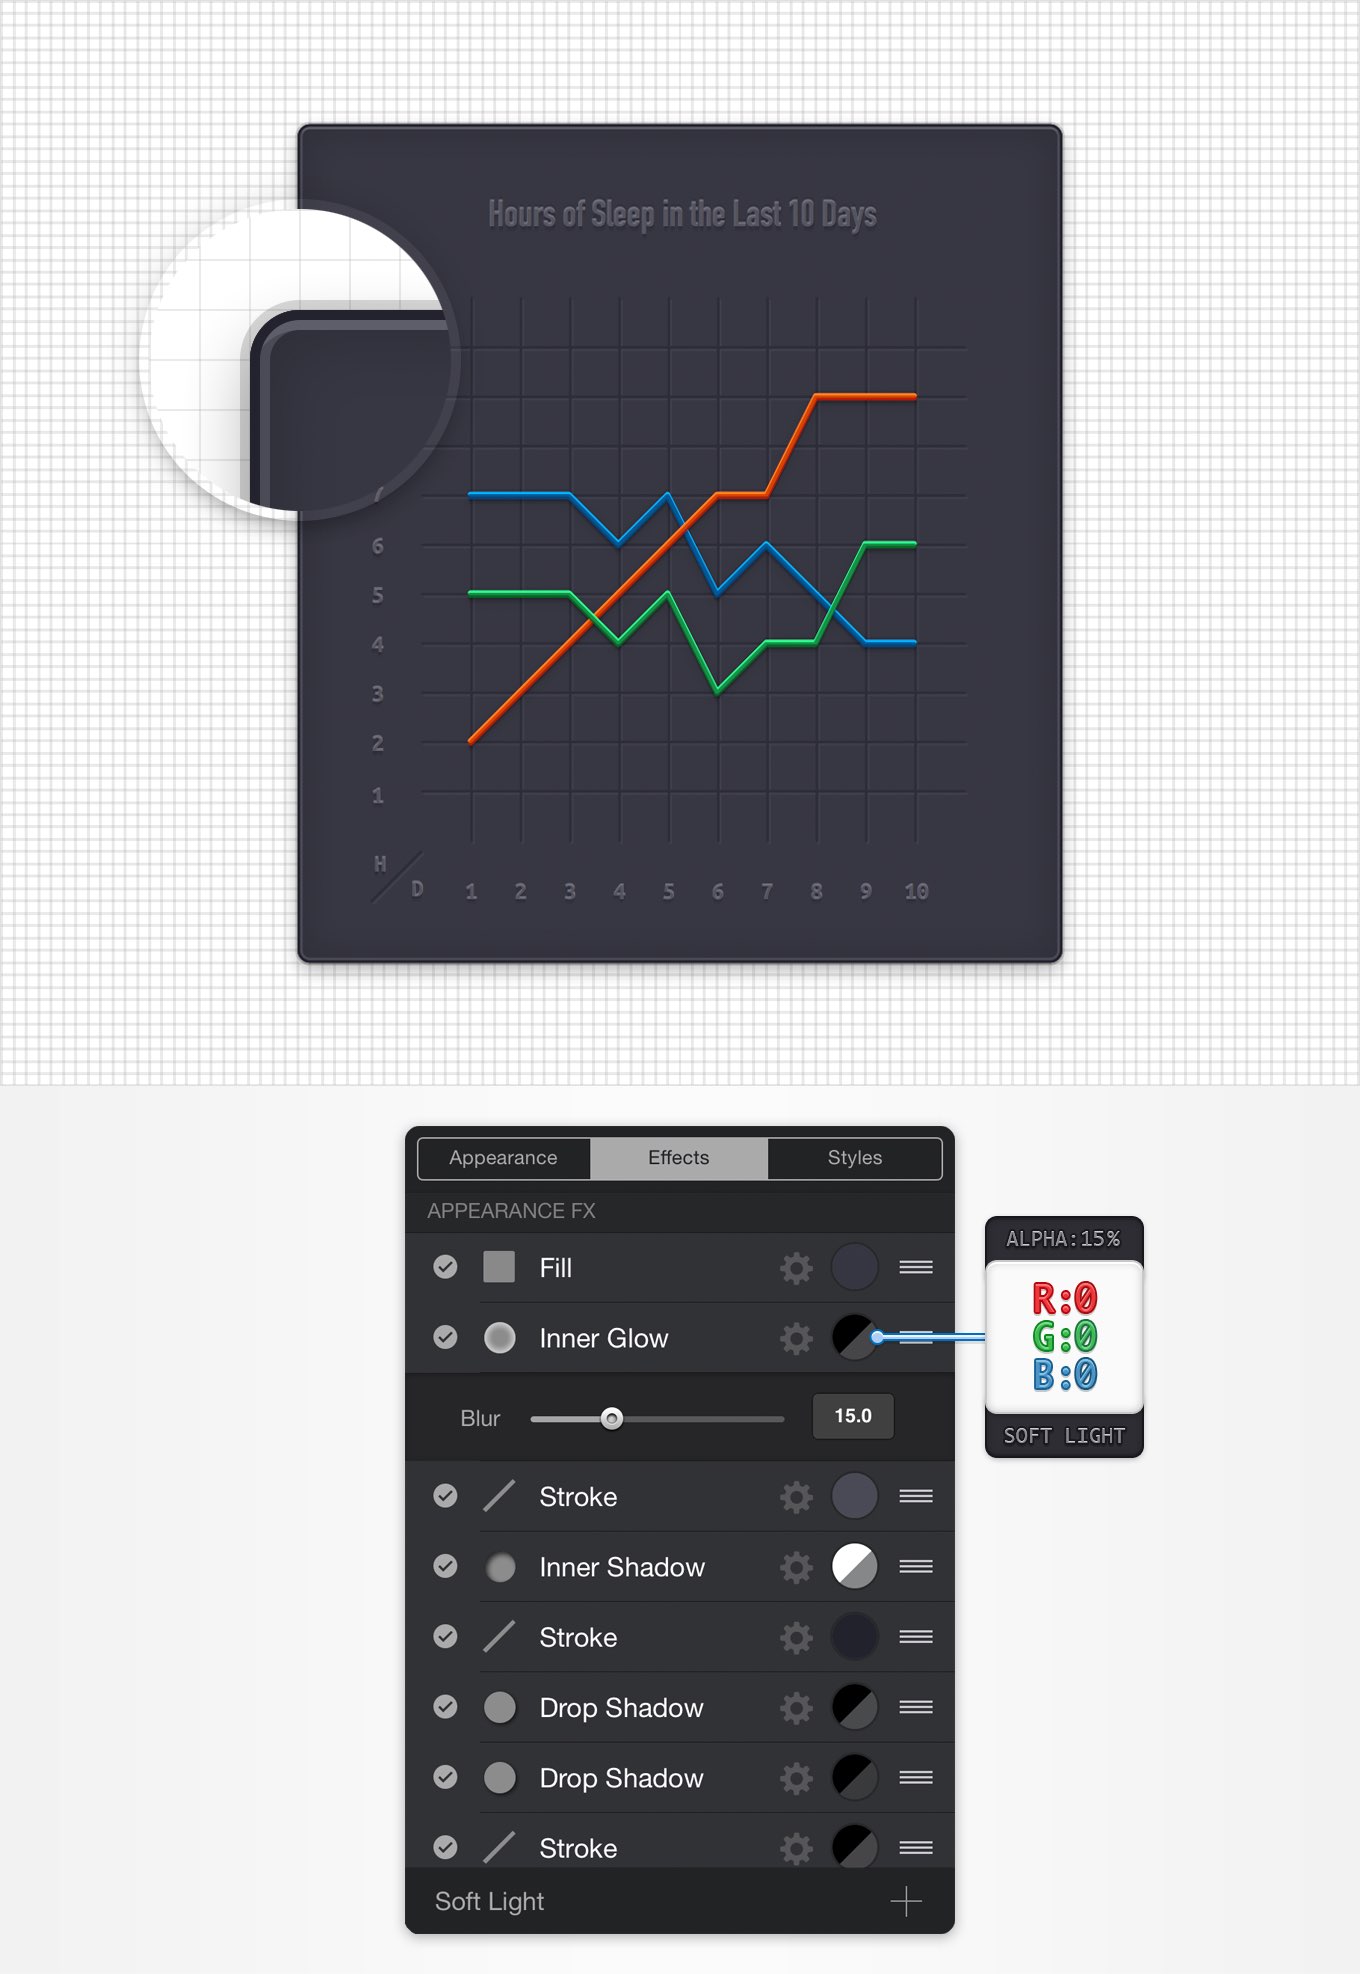 Hours of Sleep in the Last 10 Days
6
5
4
3
2
1
H
D 1 2 3 4 5 6 7 8 9 10
Appearance Effects Styles
APPEARANCE FX
Fill
Inner Glow
Blur 15.0
Stroke
Inner Shadow
Stroke
Drop Shadow
Drop Shadow
Stroke
Soft Light
ALPHA:15%
R:0
G:0
B:0
SOFT LIGHT